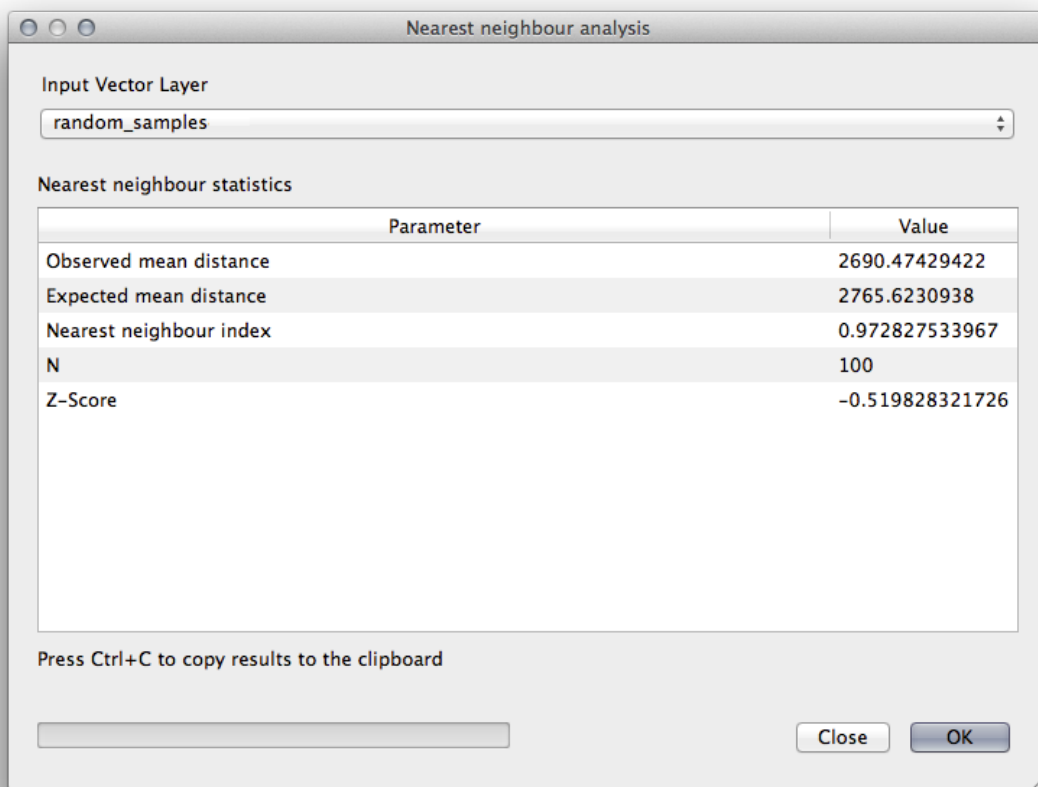 Nearest neighbour analysis
Input Vector Layer
random_samples
Nearest neighbour statistics
Parameter Value
Observed mean distance 2690.47429422
Expected mean distance 2765.6230938
Nearest neighbour index 0.972827533967
N 100
Z-Score -0.519828321726
Press Ctrl+C to copy results to the clipboard
Close OK